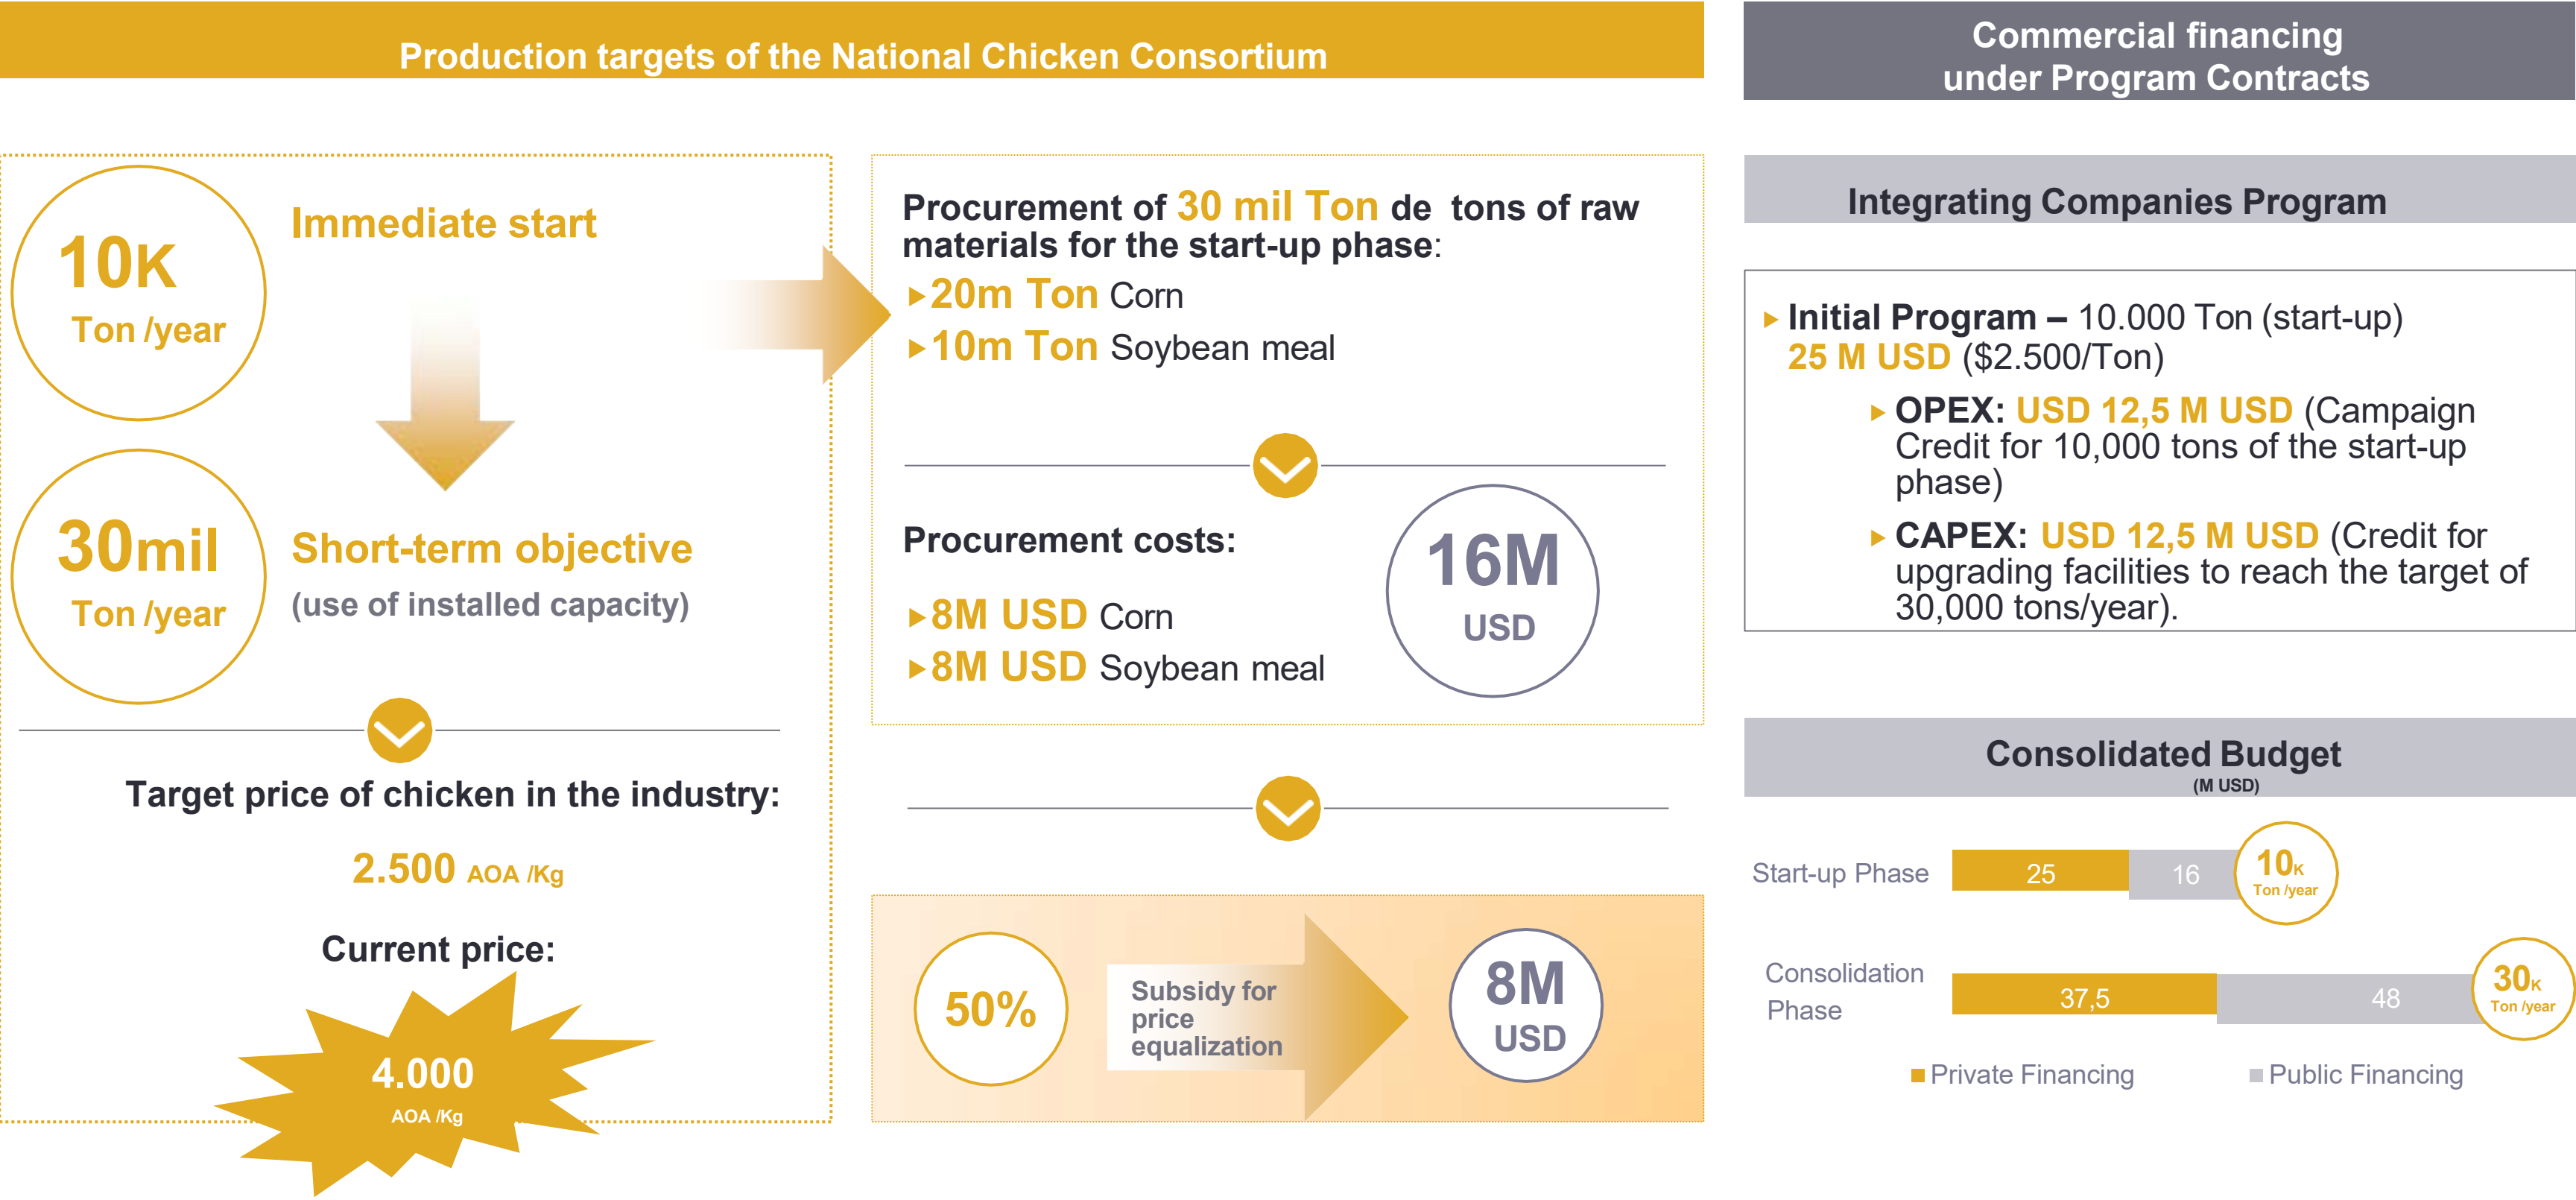 Production targets of the National Chicken Consortium
10K
Ton /year
Immediate start
30mil
Ton /year
Short-term objective
(use of installed capacity)
Target price of chicken in the industry:
2.500 AOA /Kg
Current price:
4.000
AOA /Kg
Procurement of 30 mil Ton de tons of raw
materials for the start-up phase:
20m Ton Corn
10m Ton Soybean meal
Procurement costs:
8M USD Corn
8M USD Soybean meal
16M
USD
50%
Subsidy for
price
equalization
8M
USD
Commercial financing
under Program Contracts
Integrating Companies Program
Initial Program – 10.000 Ton (start-up)
25 M USD ($2.500/Ton)
OPEX: USD 12,5 M USD (Campaign
Credit for 10,000 tons of the start-up
phase)
CAPEX: USD 12,5 M USD (Credit for
upgrading facilities to reach the target of
30,000 tons/year).
Consolidated Budget
(M USD)
Start-up Phase
25
16
10K
Ton /year
Consolidation
Phase
37,5
48
30K
Ton /year
Private Financing
Public Financing